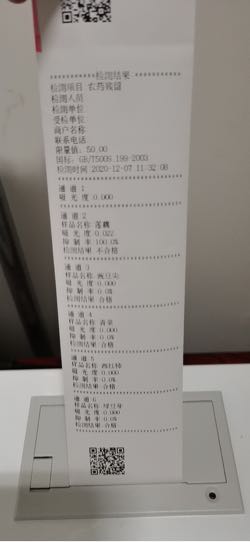 ************检测结果************
检测项目 农药残留
检测人员
检测单位
受检单位
商户名称
联系电话
限量值: 50.00
国标: GB/T5009.199-2003
检测时间 2020-12-07 11:32:08
通 道 1
吸 光 度 0.000
通 道 2
样品名称 莲藕
吸 光 度 0.022
抑 制 率 100.0%
检测结果 不合格
通 道 3
样品名称 豌豆尖
吸 光 度 0.000
抑 制 率 0.0%
检测结果 合格
通 道 4
样品名称 青菜
吸 光 度 0.000
抑 制 率 0.0%
检测结果 合格
通 道 5
样品名称 西红柿
吸 光 度 0.000
抑 制 率 0.0%
检测结果 合格
通 道 6
样品名称 绿豆芽
吸 光 度 0.000
抑 制 率 0.0%
检测结果 合格